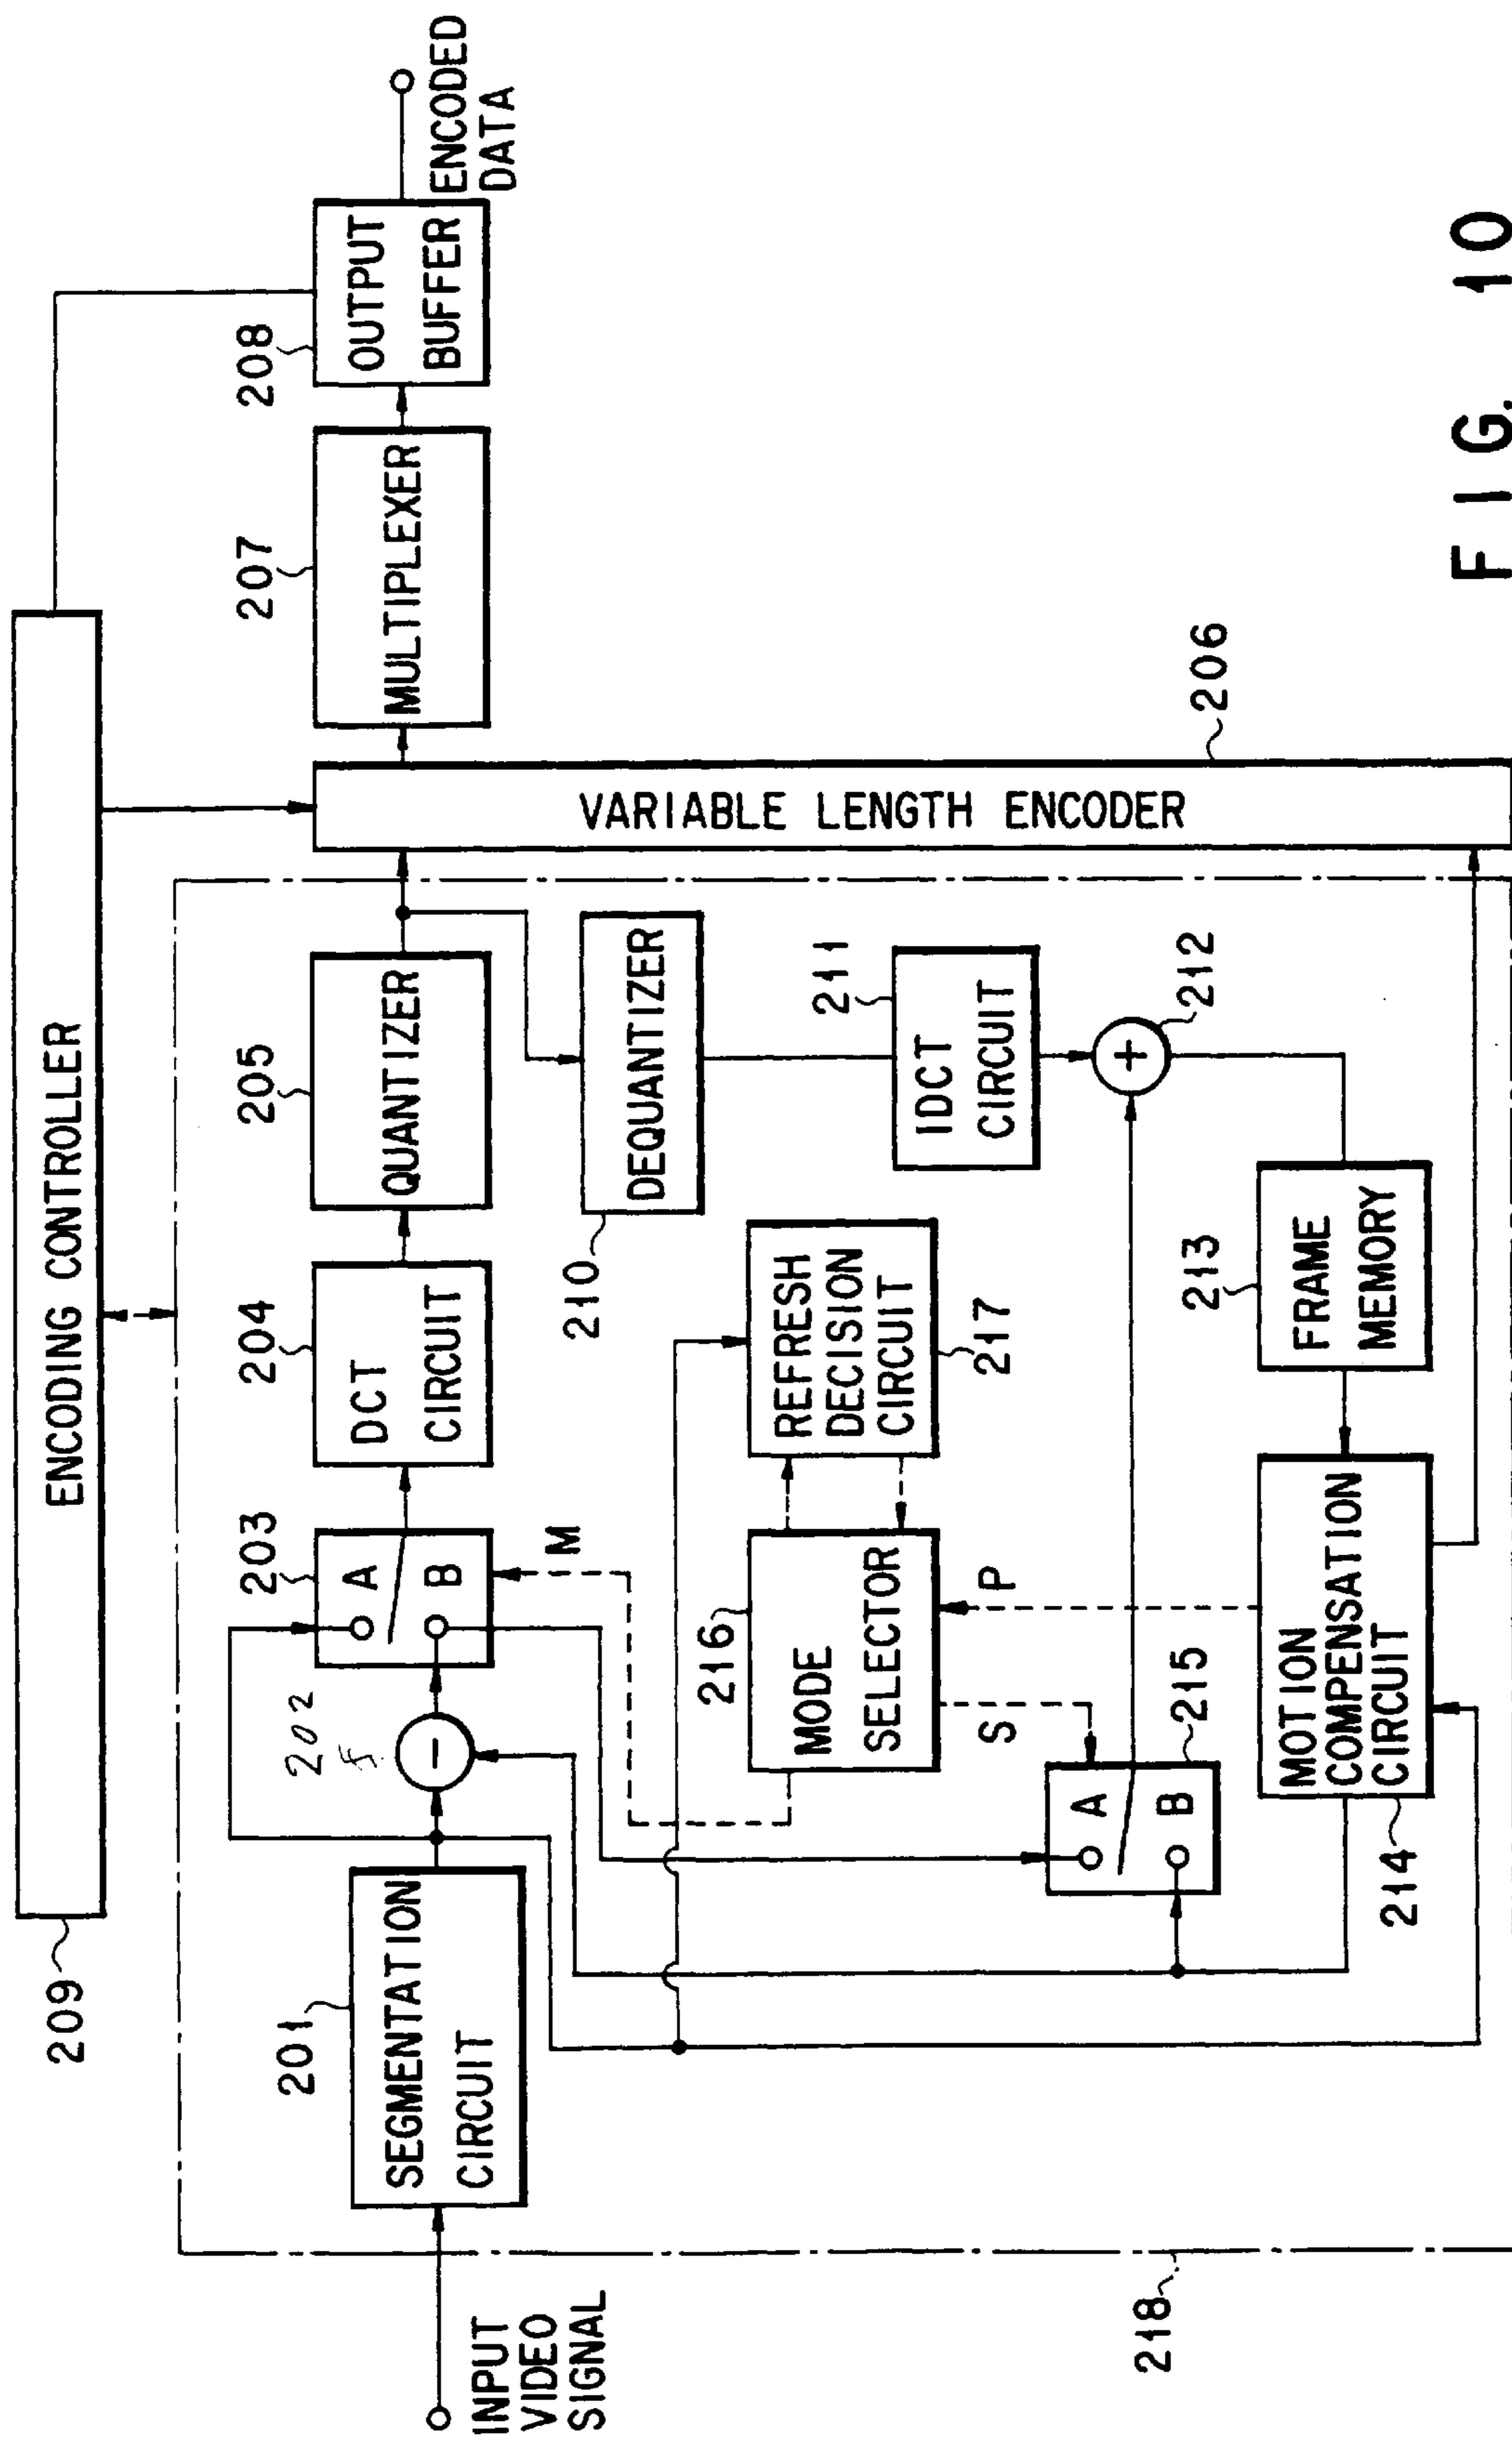 209
ENCODING CONTROLLER
INPUT
VIDEO
SIGNAL
201
SEGMENTATION
CIRCUIT
202
−
203
A
B
M
204
DCT
CIRCUIT
205
QUANTIZER
207
MULTIPLEXER
208
OUTPUT
BUFFER
ENCODED
DATA
VARIABLE LENGTH ENCODER
206
210
DEQUANTIZER
211
IDCT
CIRCUIT
+
212
216
MODE
SELECTOR
REFRESH
DECISION
CIRCUIT
217
S
P
A
B
215
213
FRAME
MEMORY
MOTION
COMPENSATION
CIRCUIT
214
218
FIG. 10